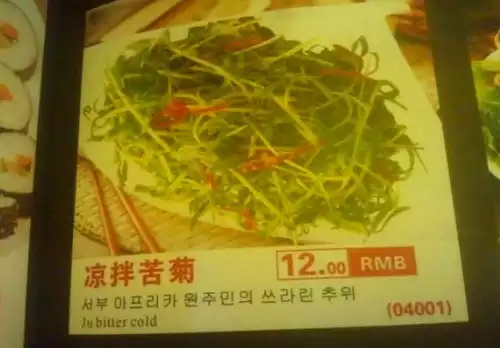 凉拌苦菊
12.00 RMB
서부 아프리카 원주민의 쓰라린 추위
Ju bitter cold
(04001)